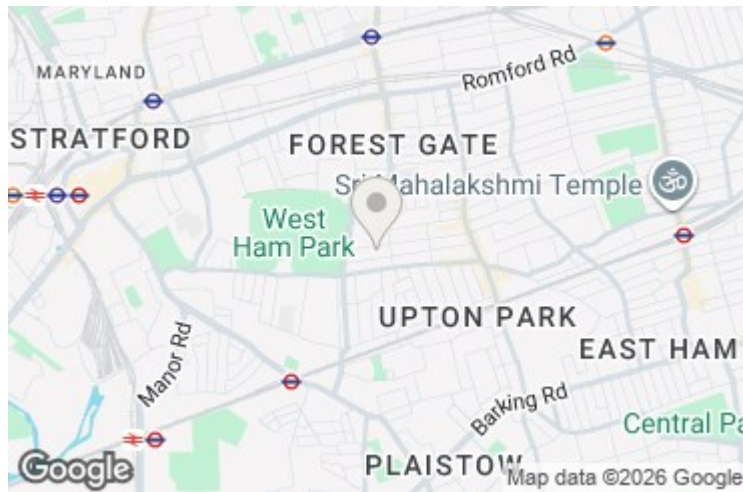 Romford Rd
MARYLAND
STRATFORD
FOREST GATE
Sri Mahalakshmi Temple
ॐ
West
Ham Park
UPTON PARK
EAST HAM
Manor Rd
Barking Rd
Central Pa
PLAISTOW
Google
Map data ©2026 Google